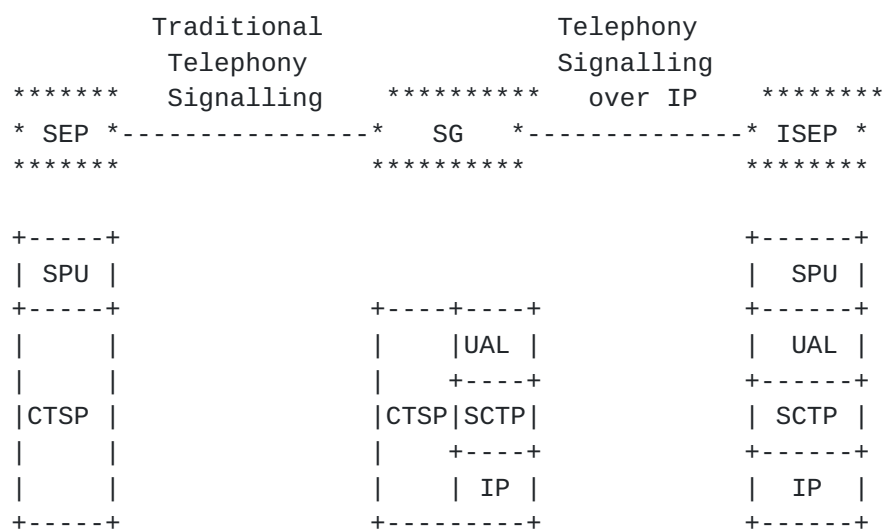 Traditional               Telephony
          Telephony                Signalling
*******   Signalling    **********   over IP    ********
* SEP *----------------*    SG   *--------------* ISEP *
*******                **********              ********

+-----+                                        +------+
| SPU |                                        |  SPU |
+-----+                +----+----+             +------+
|     |                |    |UAL |             |  UAL |
|     |                |    +----+             +------+
|CTSP |                |CTSP|SCTP|             | SCTP |
|     |                |    +----+             +------+
|     |                |    | IP |             |  IP  |
+-----+                +---------+             +------+